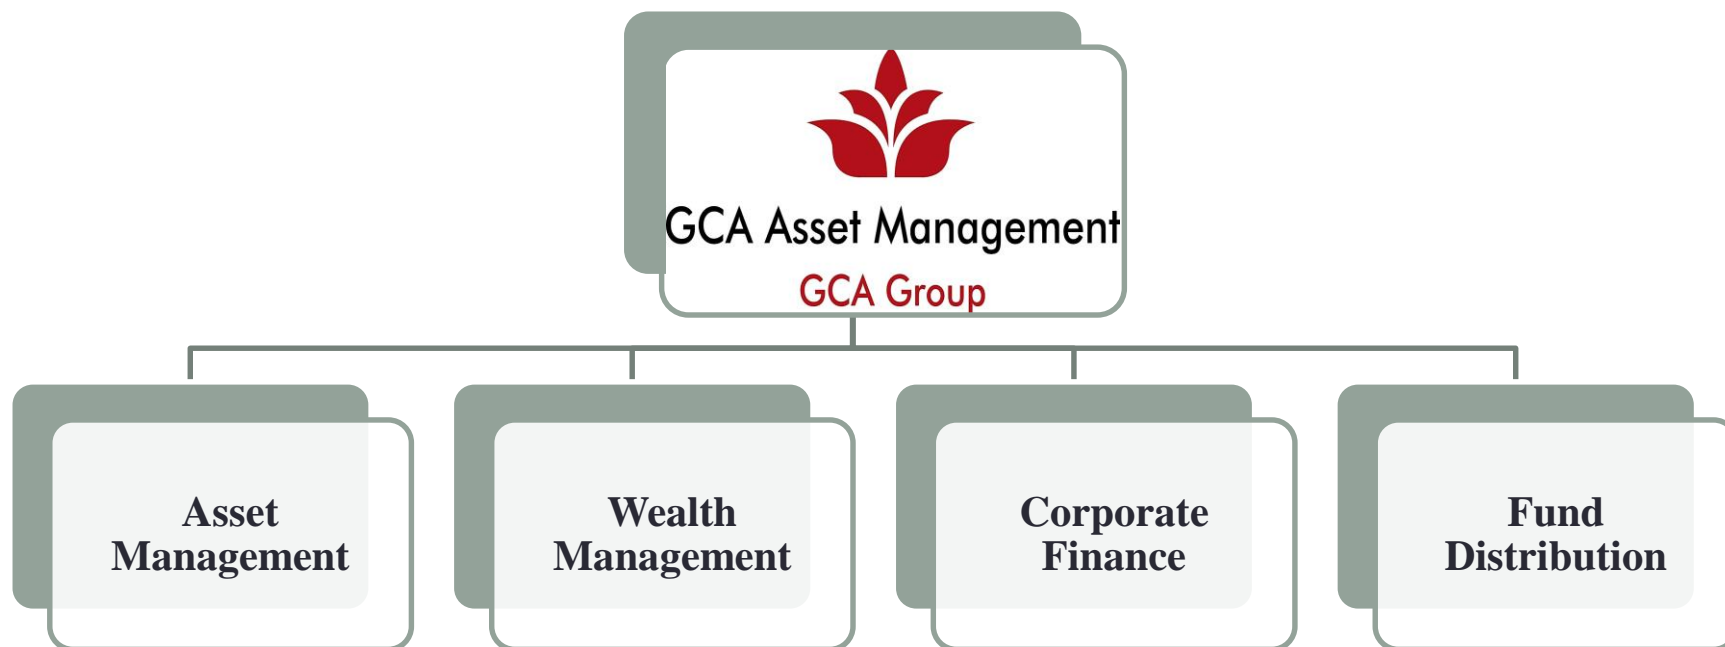 GCA Asset Management
GCA Group
Asset
Management
Wealth
Management
Corporate
Finance
Fund
Distribution